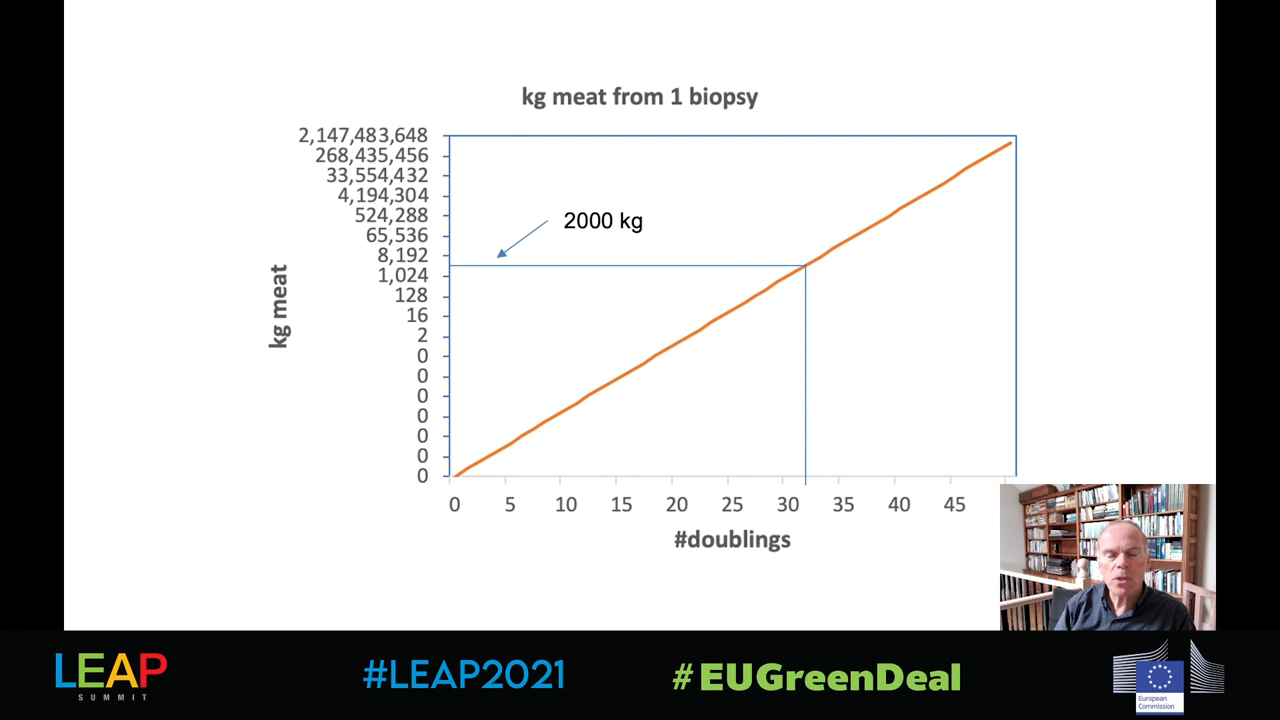 kg meat from 1 biopsy
2,147,483,648
268,435,456
33,554,432
4,194,304
524,288
65,536
8,192
1,024
128
16
2
0
0
0
0
0
0
0
2000 kg
kg meat
0 5 10 15 20 25 30 35 40 45
#doublings
LEAP
SUMMIT
#LEAP2021
#EUGreenDeal
European
Commission